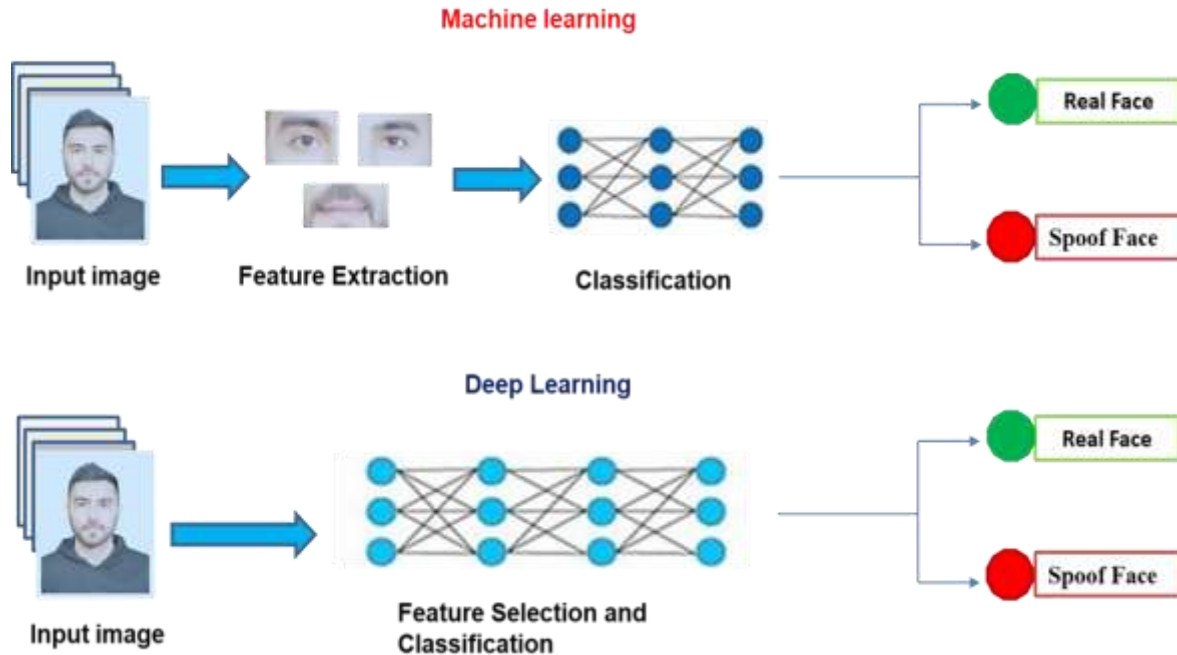 Machine learning
Real Face
Spoof Face
Input image
Feature Extraction
Classification
Deep Learning
Real Face
Spoof Face
Input image
Feature Selection and
Classification